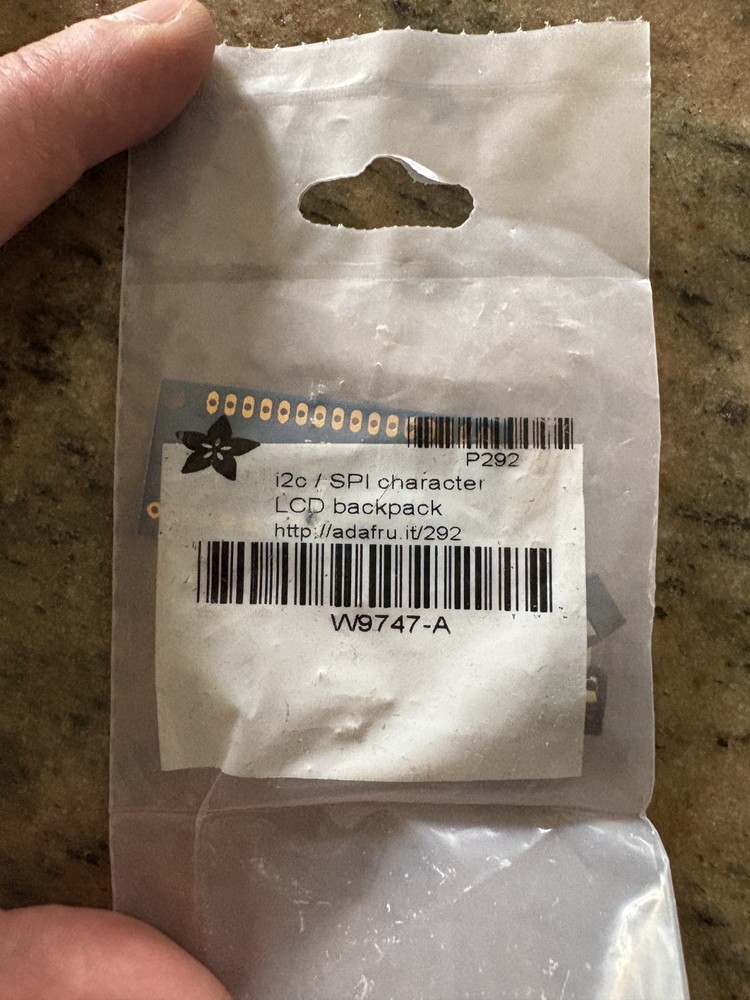 P292
i2c / SPI character
LCD backpack
http://adafru.it/292
W9747-A